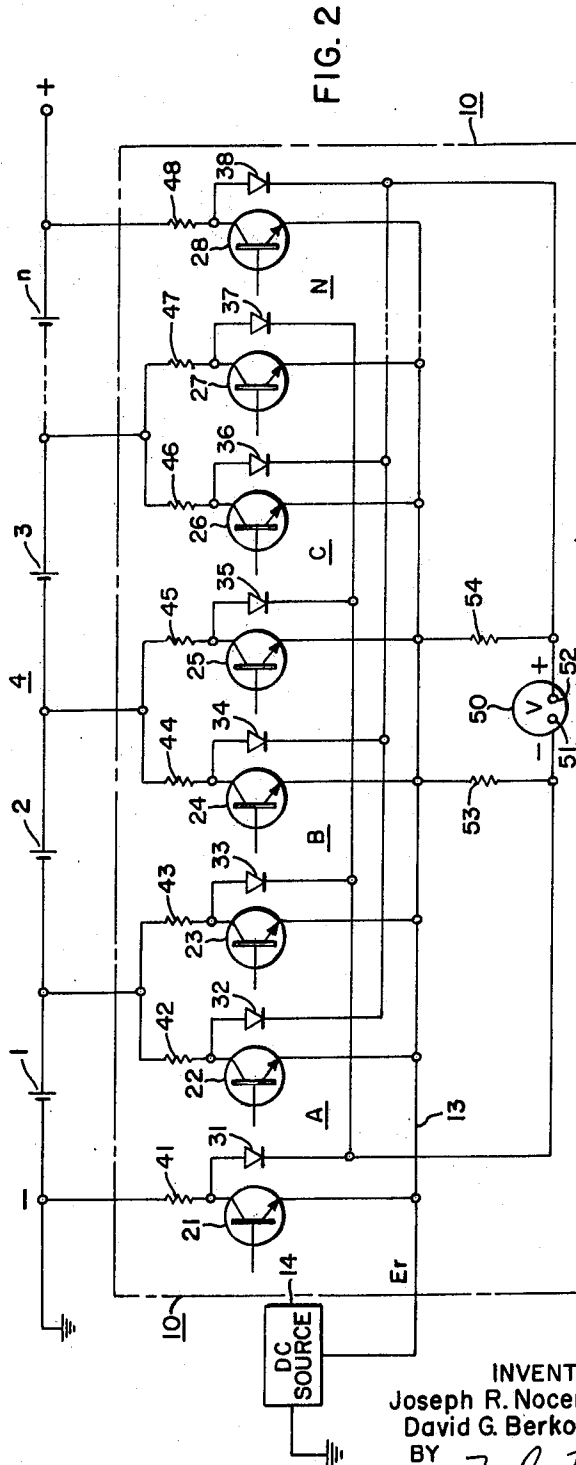 − 1 2 4 3 n +
FIG. 2
10
10
41 42 43 44 45 46 47 48
21 31 22 32 23 33 24 34 25 35 26 36 27 37 28 38
A B C N
14
DC
SOURCE
Er
13
53 54
50
− V +
51 52
INVENT
Joseph R. Nocer
David G. Berko
BY